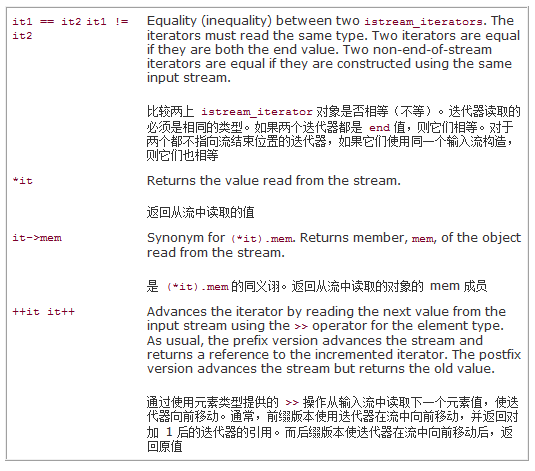 it1 == it2 it1 != Equality (inequality) between two istream_iterators. The
it2 iterators must read the same type. Two iterators are equal
if they are both the end value. Two non-end-of-stream
iterators are equal if they are constructed using the same
input stream.
比较两上 istream_iterator 对象是否相等（不等）。迭代器读取的
必须是相同的类型。如果两个迭代器都是 end 值，则它们相等。对于
两个都不指向流结束位置的迭代器，如果它们使用同一个输入流构造，
则它们也相等
*it Returns the value read from the stream.
返回从流中读取的值
it->mem Synonym for (*it).mem. Returns member, mem, of the object
read from the stream.
是 (*it).mem 的同义诩。返回从流中读取的对象的 mem 成员
++it it++ Advances the iterator by reading the next value from the
input stream using the >> operator for the element type.
As usual, the prefix version advances the stream and
returns a reference to the incremented iterator. The postfix
version advances the stream but returns the old value.
通过使用元素类型提供的 >> 操作从输入流中读取下一个元素值，使迭
代器向前移动。通常，前缀版本使用迭代器在流中向前移动，并返回对
加 1 后的迭代器的引用。而后缀版本使迭代器在流中向前移动后，返
回原值